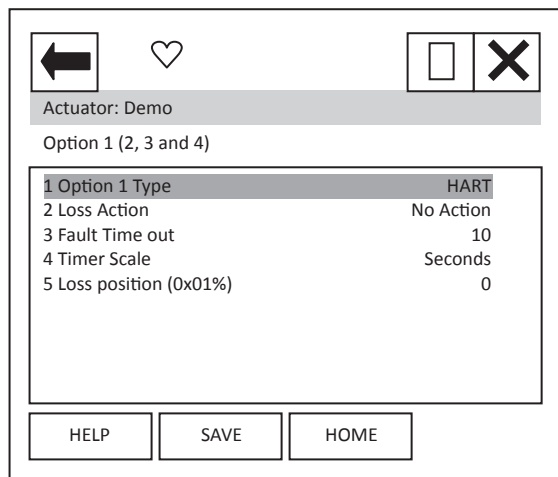 Actuator: Demo
Option 1 (2, 3 and 4)
1 Option 1 Type HART
2 Loss Action No Action
3 Fault Time out 10
4 Timer Scale Seconds
5 Loss position (0x01%) 0
HELP SAVE HOME